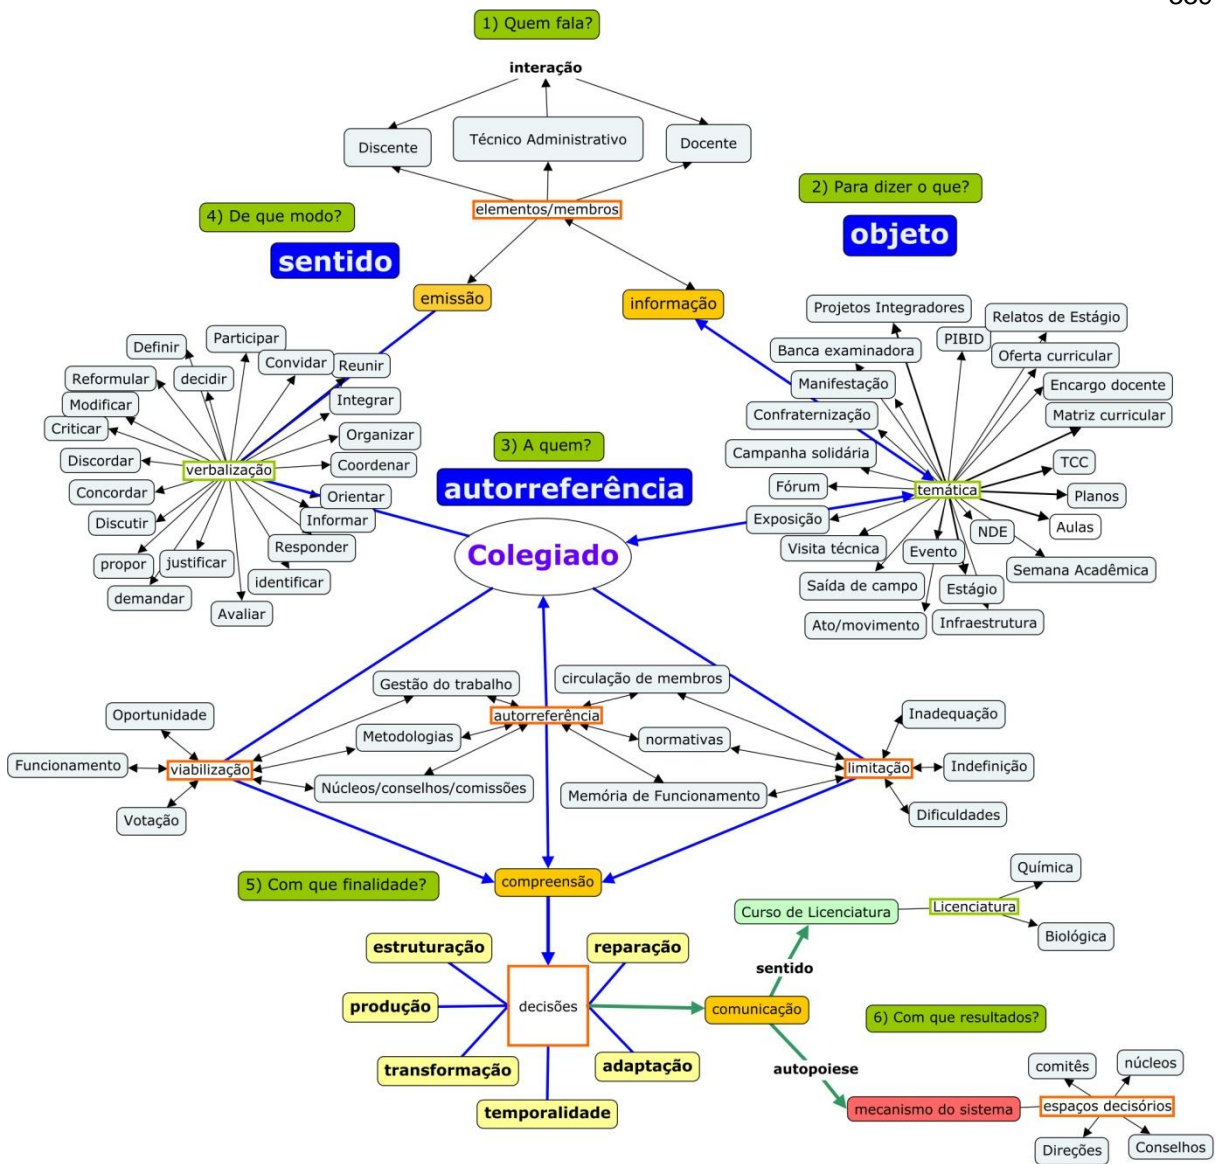 1) Quem fala?
interação
Discente
Técnico Administrativo
Docente
elementos/membros
2) Para dizer o que?
objeto
4) De que modo?
sentido
emissão
informação
Participar
Definir
Convidar
Reunir
Reformular
decidir
Modificar
Integrar
Criticar
Organizar
Discordar
verbalização
Coordenar
Concordar
Orientar
Discutir
Informar
propor
justificar
Responder
demandar
identificar
Avaliar
Projetos Integradores
Relatos de Estágio
PIBID
Banca examinadora
Oferta curricular
Manifestação
Encargo docente
Confraternização
Matriz curricular
Campanha solidária
TCC
Fórum
temática
Planos
Exposição
NDE
Aulas
Visita técnica
Evento
Semana Acadêmica
Saída de campo
Estágio
Ato/movimento
Infraestrutura
3) A quem?
autorreferência
Colegiado
Gestão do trabalho
circulação de membros
Oportunidade
autorreferência
Inadequação
Metodologias
normativas
Funcionamento
viabilização
limitação
Indefinição
Núcleos/conselhos/comissões
Memória de Funcionamento
Votação
Dificuldades
5) Com que finalidade?
compreensão
Química
Curso de Licenciatura
Licenciatura
Biológica
estruturação
reparação
sentido
produção
decisões
comunicação
6) Com que resultados?
transformação
adaptação
autopoiese
temporalidade
comitês
núcleos
mecanismo do sistema
espaços decisórios
Direções
Conselhos